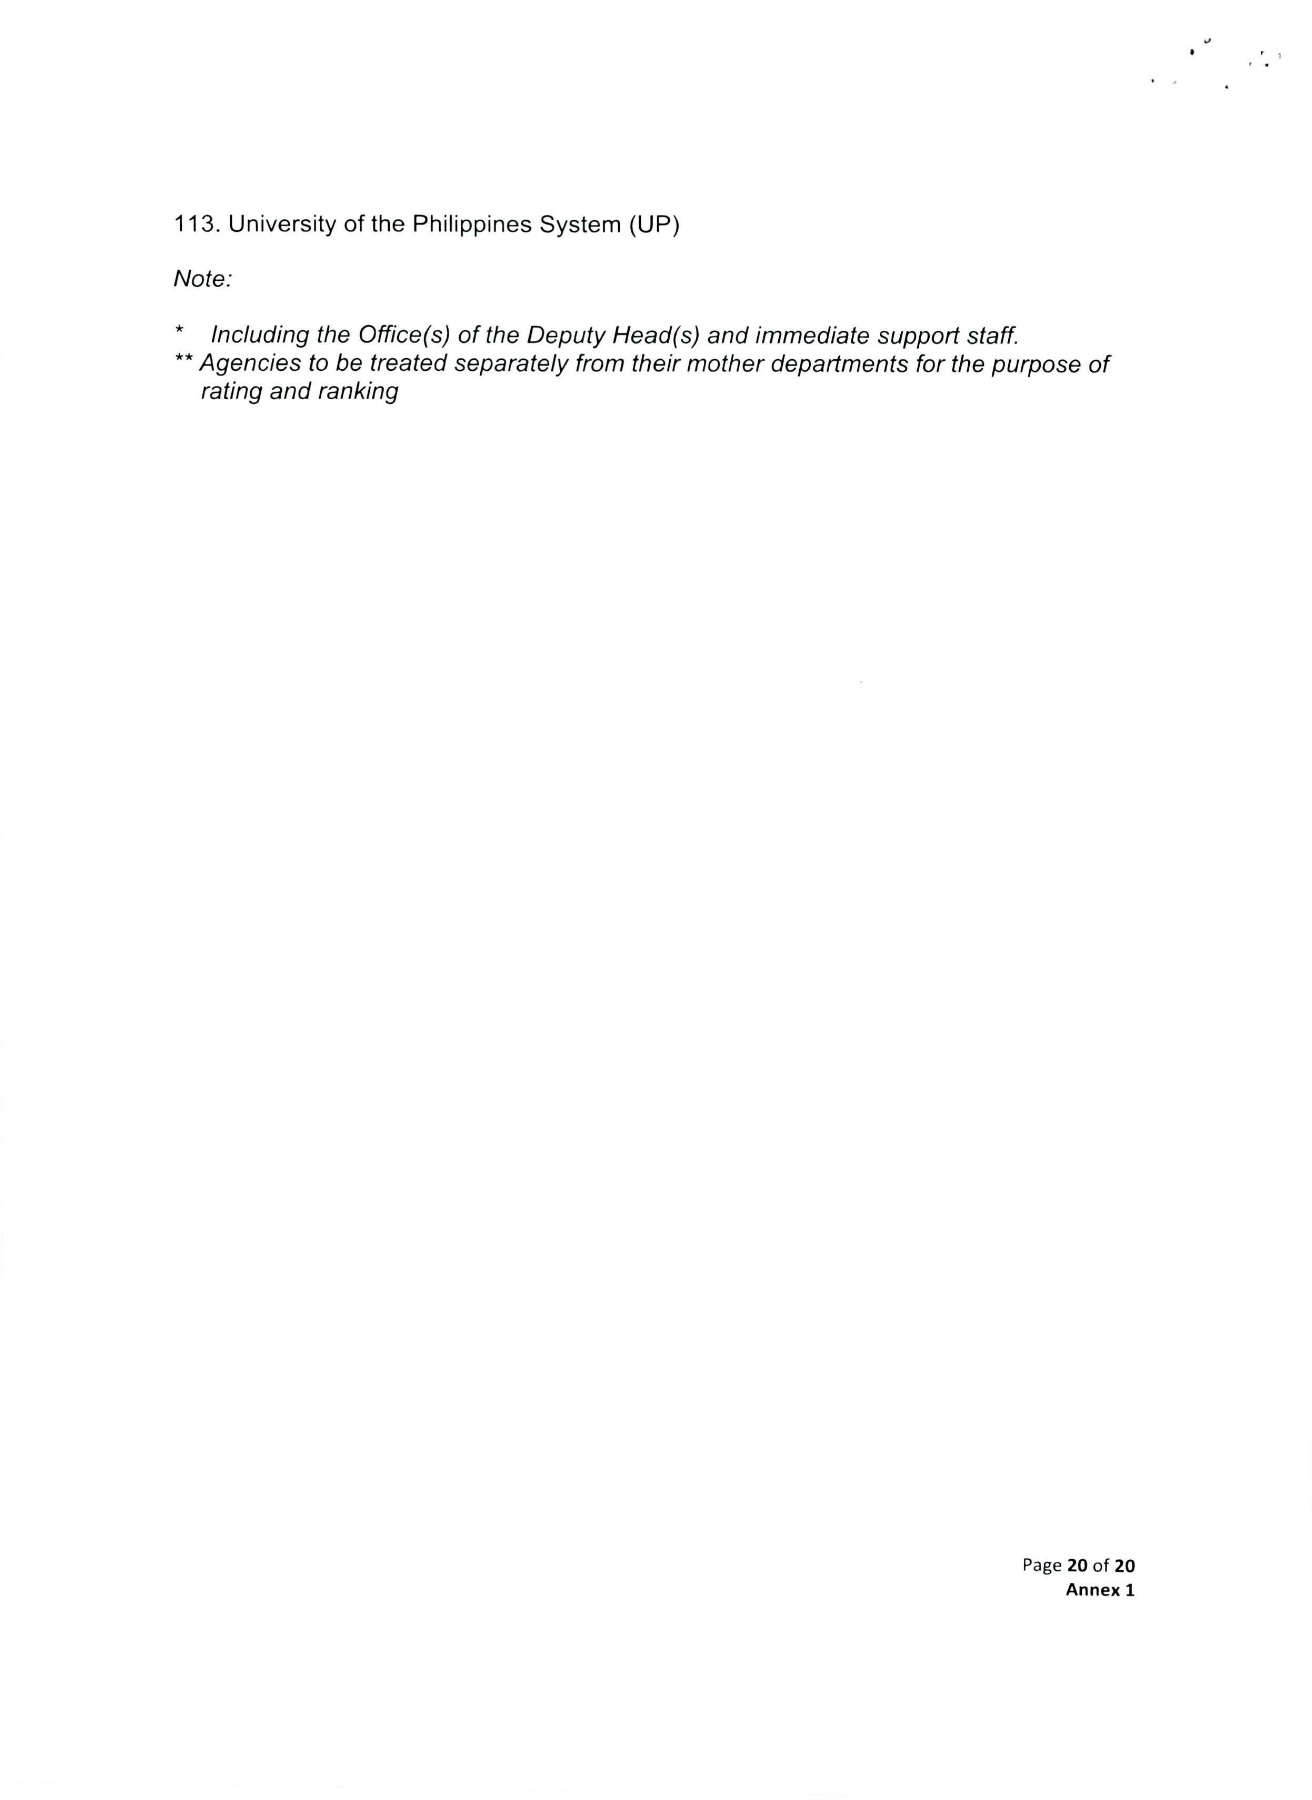 113. University of the Philippines System (UP)
Note:
* Including the Office(s) of the Deputy Head(s) and immediate support staff.
** Agencies to be treated separately from their mother departments for the purpose of
rating and ranking
Page 20 of 20
Annex 1